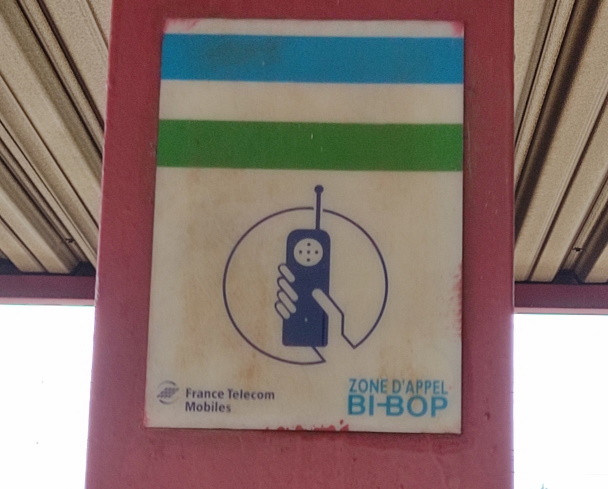 France Telecom
Mobiles
ZONE D'APPEL
BI-BOP